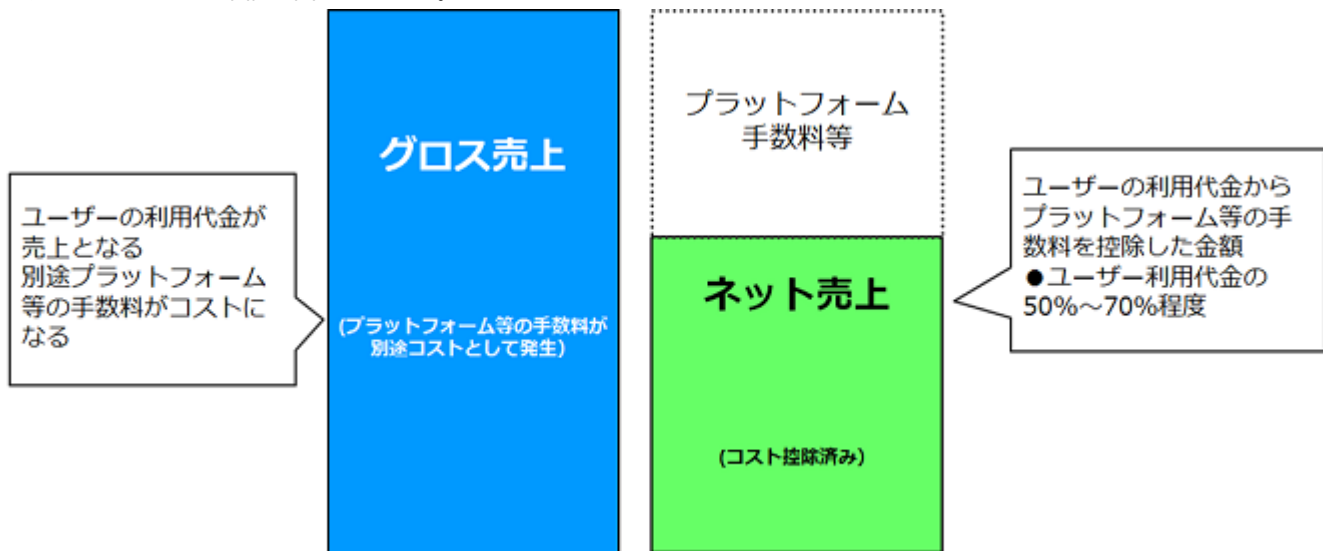 ユーザーの利用代金が
売上となる
別途プラットフォーム
等の手数料がコストに
なる
グロス売上
(プラットフォーム等の手数料が
別途コストとして発生)
プラットフォーム
手数料等
ネット売上
(コスト控除済み)
ユーザーの利用代金から
プラットフォーム等の手
数料を控除した金額
●ユーザー利用代金の
50%～70%程度